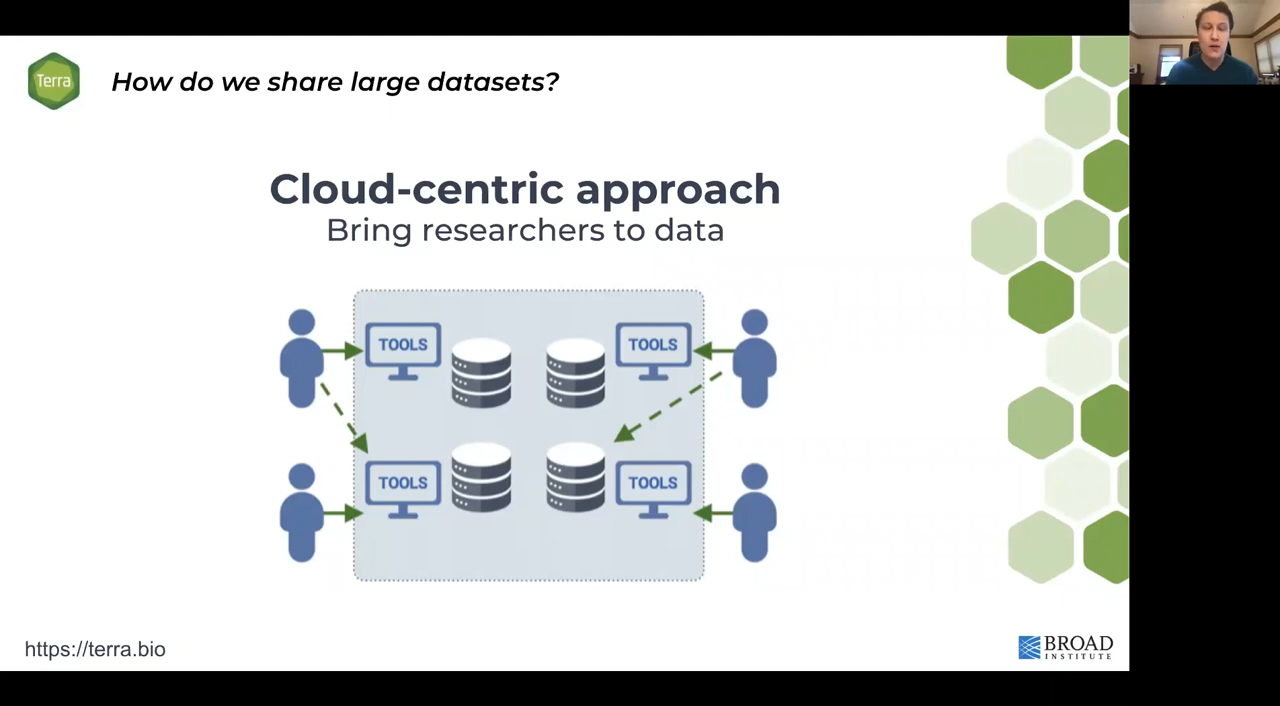 Terra
How do we share large datasets?
Cloud-centric approach
Bring researchers to data
TOOLS
TOOLS
TOOLS
TOOLS
https://terra.bio
BROAD
INSTITUTE